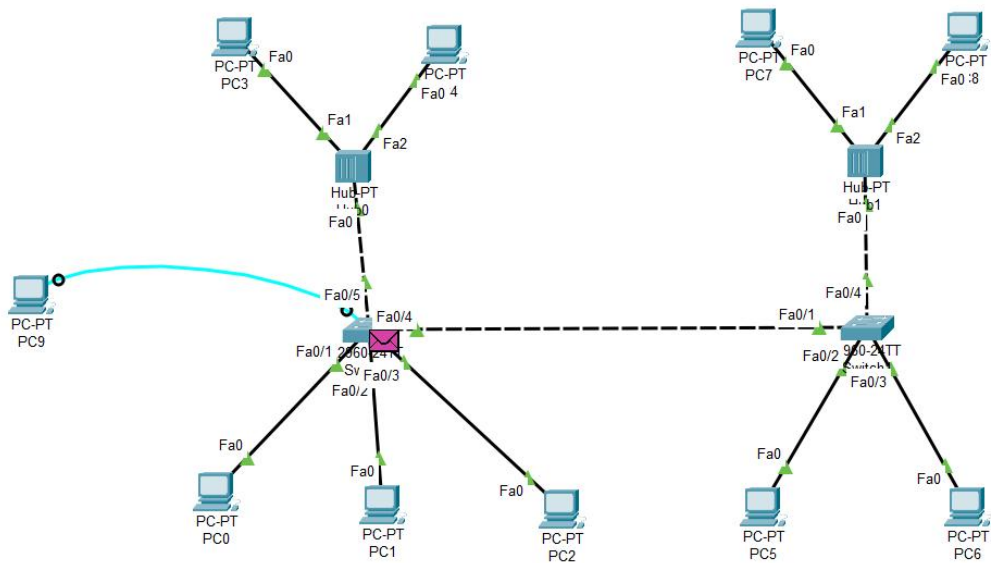 Fa0
PC-PT
PC3
Fa0
PC-PT
4
Fa1
Fa2
Hub-PT
Fa0
Fa0
PC-PT
PC7
Fa0
PC-PT
Fa1
Fa2
Hub-PT
Fa0
PC-PT
PC9
Fa0/5
Fa0/4
Fa0/1
Fa0/2
Fa0/3
Fa0/1
Fa0/4
Fa0/2
Fa0/3
Fa0
PC-PT
PC0
Fa0
PC-PT
PC1
Fa0
PC-PT
PC2
Fa0
PC-PT
PC5
Fa0
PC-PT
PC6